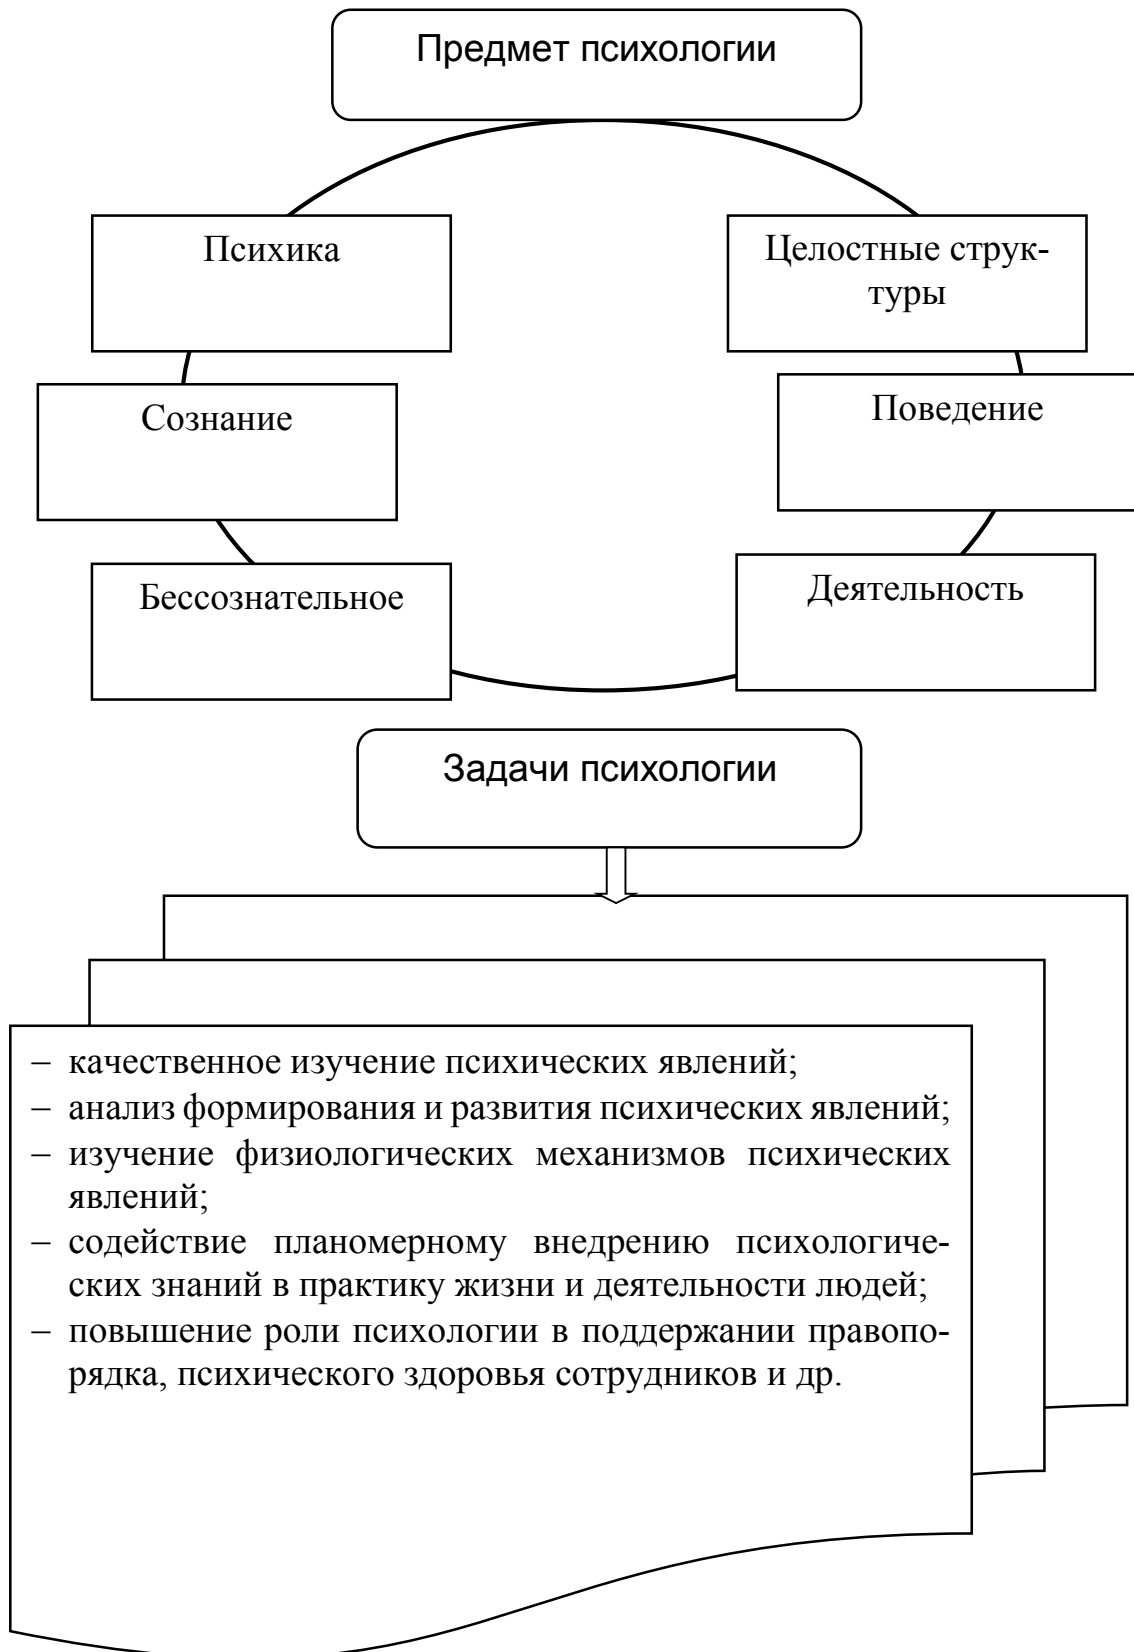 Предмет психологии
Психика
Целостные струк-
туры
Сознание
Поведение
Бессознательное
Деятельность
Задачи психологии
– качественное изучение психических явлений;
– анализ формирования и развития психических явлений;
– изучение физиологических механизмов психических
явлений;
– содействие планомерному внедрению психологиче-
ских знаний в практику жизни и деятельности людей;
– повышение роли психологии в поддержании правопо-
рядка, психического здоровья сотрудников и др.